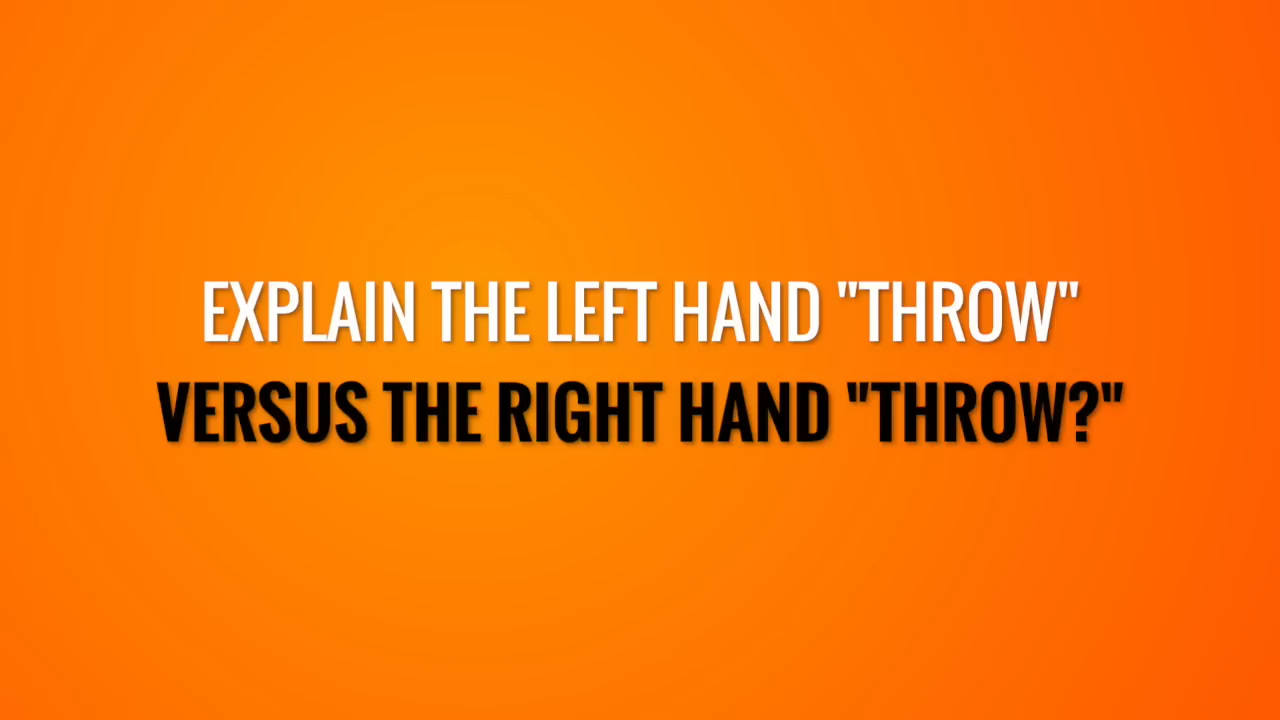 EXPLAIN THE LEFT HAND "THROW"
VERSUS THE RIGHT HAND "THROW?"